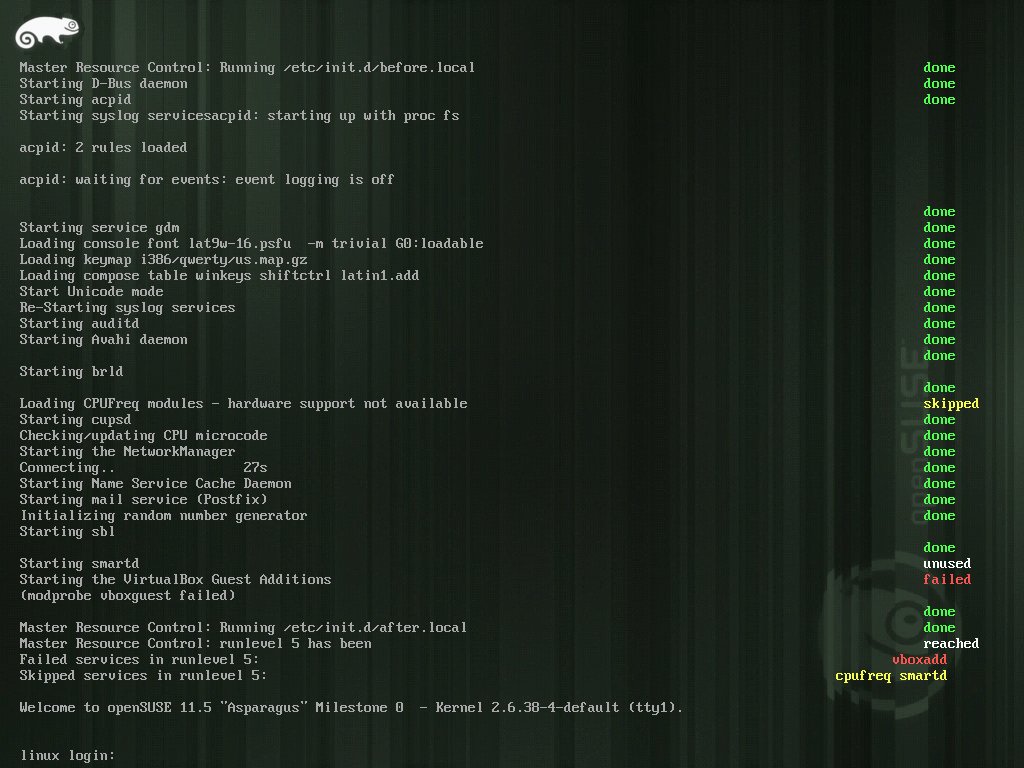 Master Resource Control: Running /etc/init.d/before.local done
Starting D-Bus daemon done
Starting acpid done
Starting syslog servicesacpid: starting up with proc fs
acpid: 2 rules loaded
acpid: waiting for events: event logging is off
done
Starting service gdm done
Loading console font lat9w-16.psfu -m trivial G0:loadable done
Loading keymap i386/qwerty/us.map.gz done
Loading compose table winkeys shiftctrl latin1.add done
Start Unicode mode done
Re-Starting syslog services done
Starting auditd done
Starting Avahi daemon done
done
Starting brld
done
Loading CPUFreq modules - hardware support not available skipped
Starting cupsd done
Checking/updating CPU microcode done
Starting the NetworkManager done
Connecting.. 27s done
Starting Name Service Cache Daemon done
Starting mail service (Postfix) done
Initializing random number generator done
Starting sbl
done
Starting smartd unused
Starting the VirtualBox Guest Additions failed
(modprobe vboxguest failed)
done
Master Resource Control: Running /etc/init.d/after.local done
Master Resource Control: runlevel 5 has been reached
Failed services in runlevel 5: vboxadd
Skipped services in runlevel 5: cpufreq smartd
Welcome to openSUSE 11.5 "Asparagus" Milestone 0 - Kernel 2.6.38-4-default (tty1).
linux login:
openSUSE